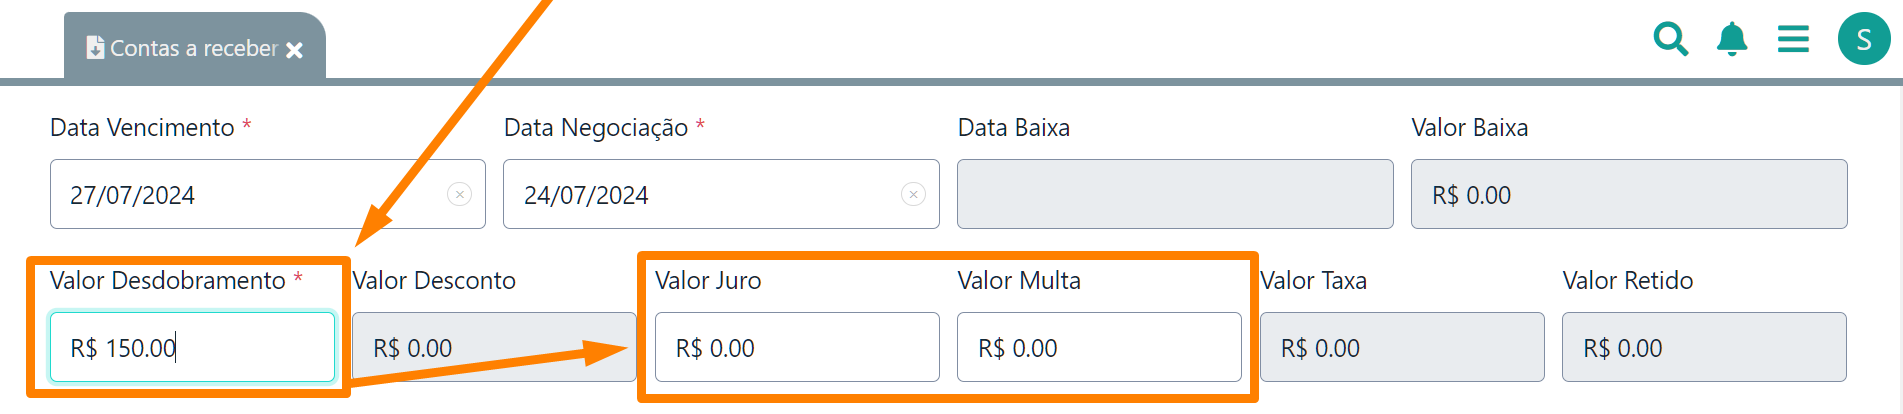 Contas a receber
S
Data Vencimento *
Data Negociação *
Data Baixa
Valor Baixa
27/07/2024
24/07/2024
R$ 0.00
Valor Desdobramento *
Valor Desconto
Valor Juro
Valor Multa
Valor Taxa
Valor Retido
R$ 150.00
R$ 0.00
R$ 0.00
R$ 0.00
R$ 0.00
R$ 0.00